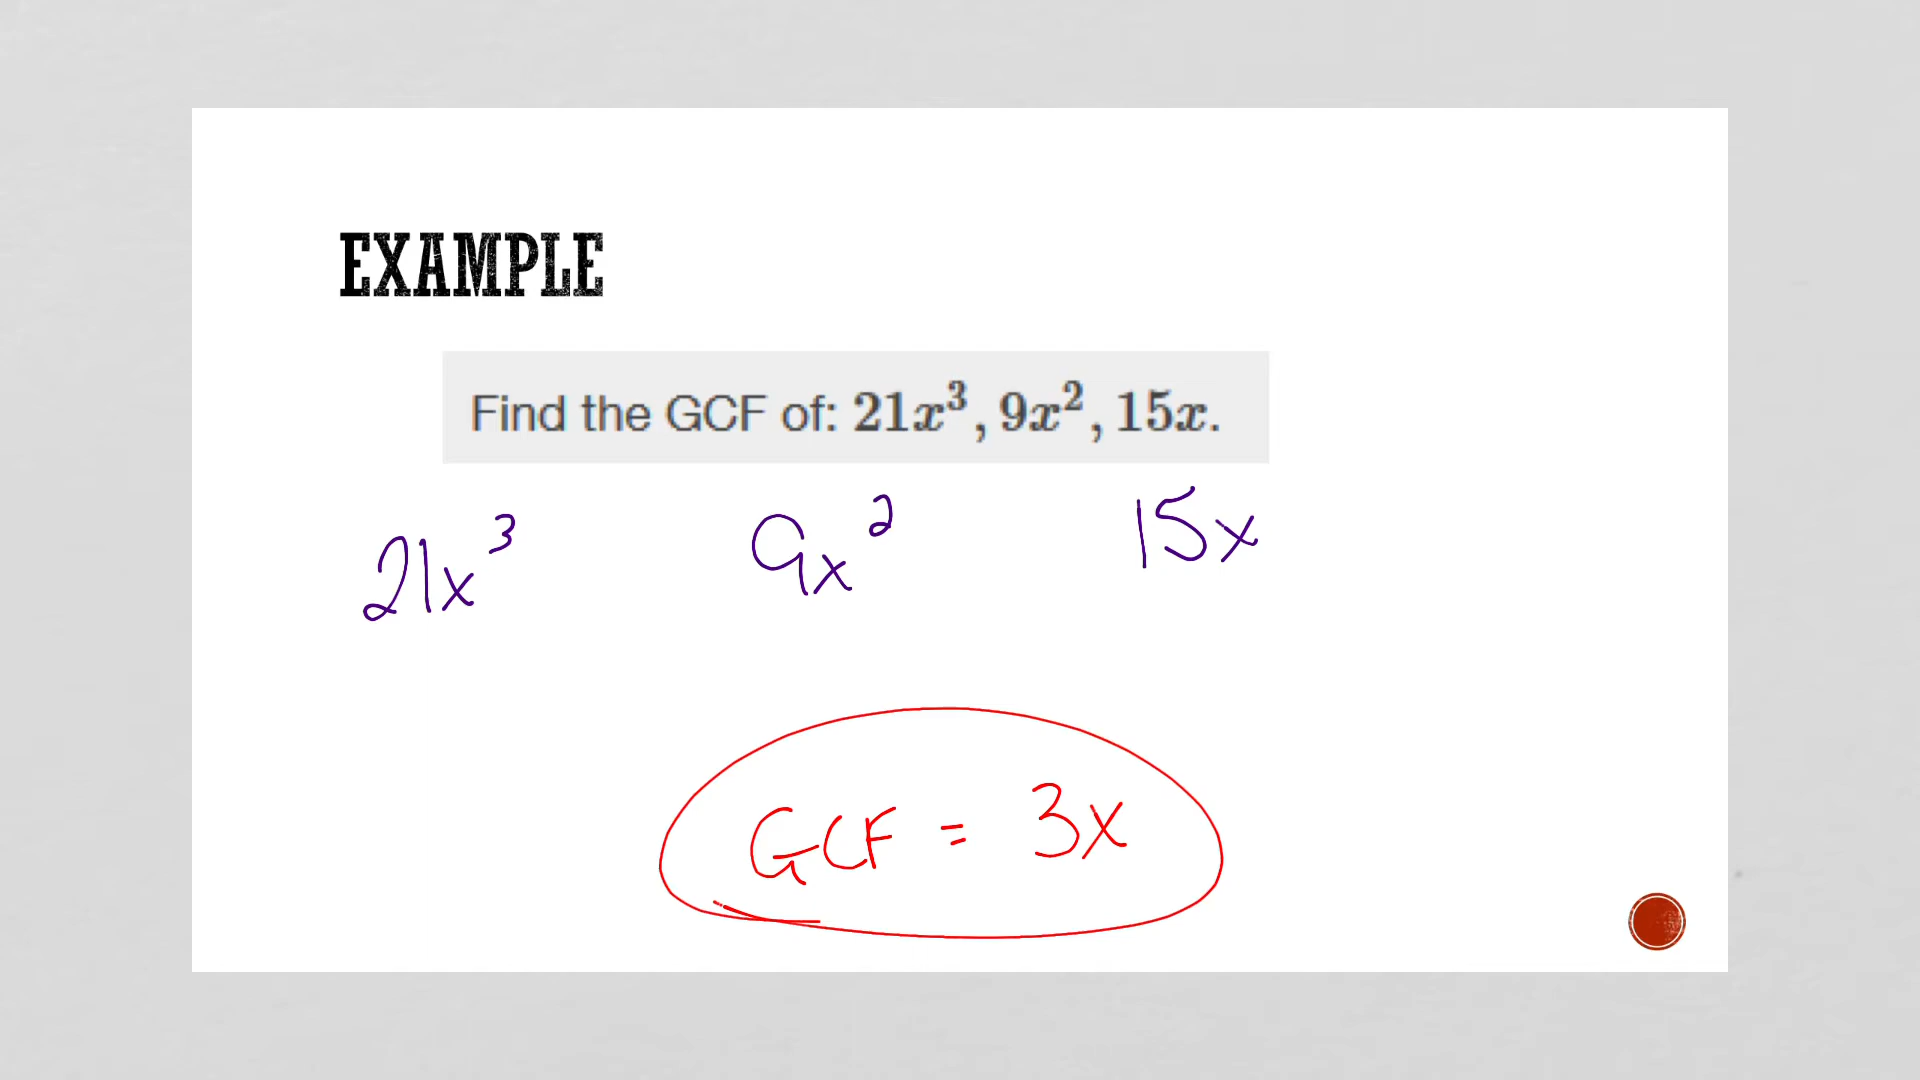 EXAMPLE
Find the GCF of: 21x³, 9x², 15x.
21x³ 9x² 15x
GCF = 3x